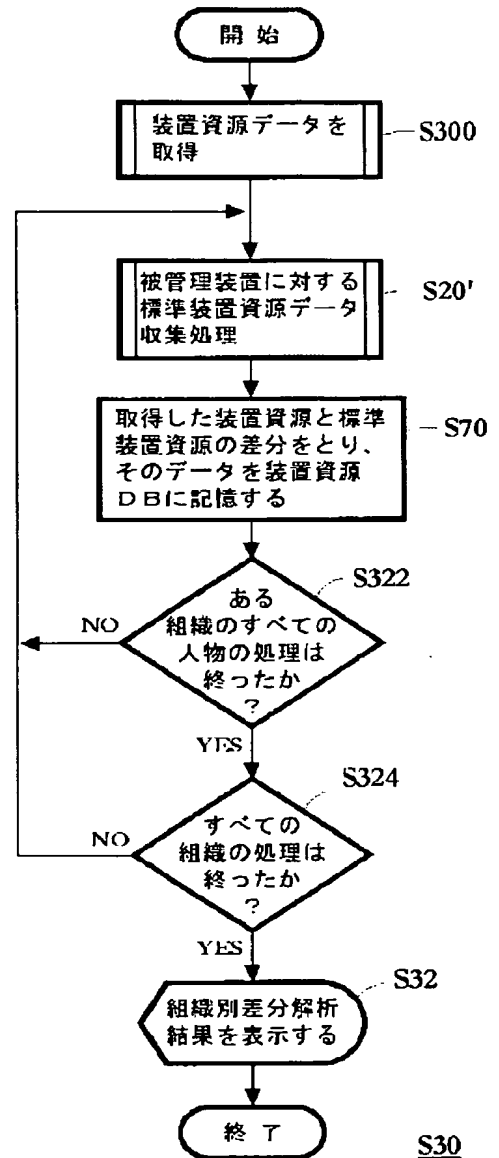 開始
装置資源データを
取得
S300
被管理装置に対する
標準装置資源データ
収集処理
S20'
取得した装置資源と標準
装置資源の差分をとり、
そのデータを装置資源
DBに記憶する
S70
S322
ある
組織のすべての
人物の処理は
終ったか
?
NO
YES
S324
すべての
組織の処理は
終ったか
?
NO
YES
S32
組織別差分解析
結果を表示する
終了
S30